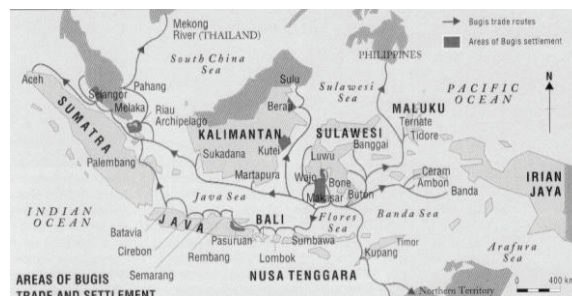 Mekong
River (THAILAND)
South China
Sea
PHILIPPINES
Bugis trade routes
Areas of Bugis settlement
N
Aceh
Pahang
Selangor
Melaka
Riau
Archipelago
SUMATRA
Palembang
Sulu
Berau
KALIMANTAN
Kutei
Sukadana
Martapura
Sulawesi
Sea
PACIFIC
OCEAN
MALUKU
Ternate
Tidore
SULAWESI
Banggai
Luwu
Wajo
Bone
Makasar
Buton
Ceram
Ambon
Banda
IRIAN
JAYA
Java Sea
INDIAN
OCEAN
JAVA
BALI
Flores
Sea
Banda Sea
Batavia
Cirebon
Semarang
Rembang
Pasuruan
Lombok
Sumbawa
NUSA TENGGARA
Timor
Kupang
Arafura
Sea
Northern Territory
0 400 km
AREAS OF BUGIS
TRADE AND SETTLEMENT